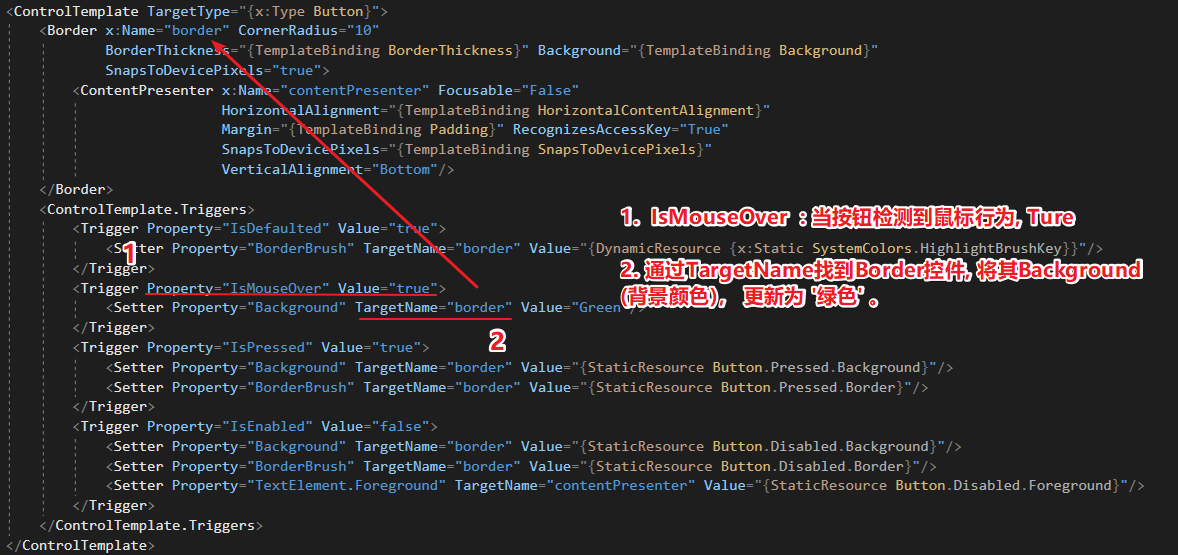 <ControlTemplate TargetType="{x:Type Button}">
<Border x:Name="border" CornerRadius="10"
BorderThickness="{TemplateBinding BorderThickness}" Background="{TemplateBinding Background}"
SnapsToDevicePixels="true">
<ContentPresenter x:Name="contentPresenter" Focusable="False"
HorizontalAlignment="{TemplateBinding HorizontalContentAlignment}"
Margin="{TemplateBinding Padding}" RecognizesAccessKey="True"
SnapsToDevicePixels="{TemplateBinding SnapsToDevicePixels}"
VerticalAlignment="Bottom"/>
</Border>
<ControlTemplate.Triggers>
<Trigger Property="IsDefaulted" Value="true">
<Setter Property="BorderBrush" TargetName="border" Value="{DynamicResource {x:Static SystemColors.HighlightBrushKey}}"/>
</Trigger>
<Trigger Property="IsMouseOver" Value="true">
<Setter Property="Background" TargetName="border" Value="Green"/>
</Trigger>
<Trigger Property="IsPressed" Value="true">
<Setter Property="Background" TargetName="border" Value="{StaticResource Button.Pressed.Background}"/>
<Setter Property="BorderBrush" TargetName="border" Value="{StaticResource Button.Pressed.Border}"/>
</Trigger>
<Trigger Property="IsEnabled" Value="false">
<Setter Property="Background" TargetName="border" Value="{StaticResource Button.Disabled.Background}"/>
<Setter Property="BorderBrush" TargetName="border" Value="{StaticResource Button.Disabled.Border}"/>
<Setter Property="TextElement.Foreground" TargetName="contentPresenter" Value="{StaticResource Button.Disabled.Foreground}"/>
</Trigger>
</ControlTemplate.Triggers>
</ControlTemplate>
1
2
1. IsMouseOver : 当按钮检测到鼠标行为, Ture
2. 通过TargetName找到Border控件, 将其Background
(背景颜色)， 更新为 '绿色' 。